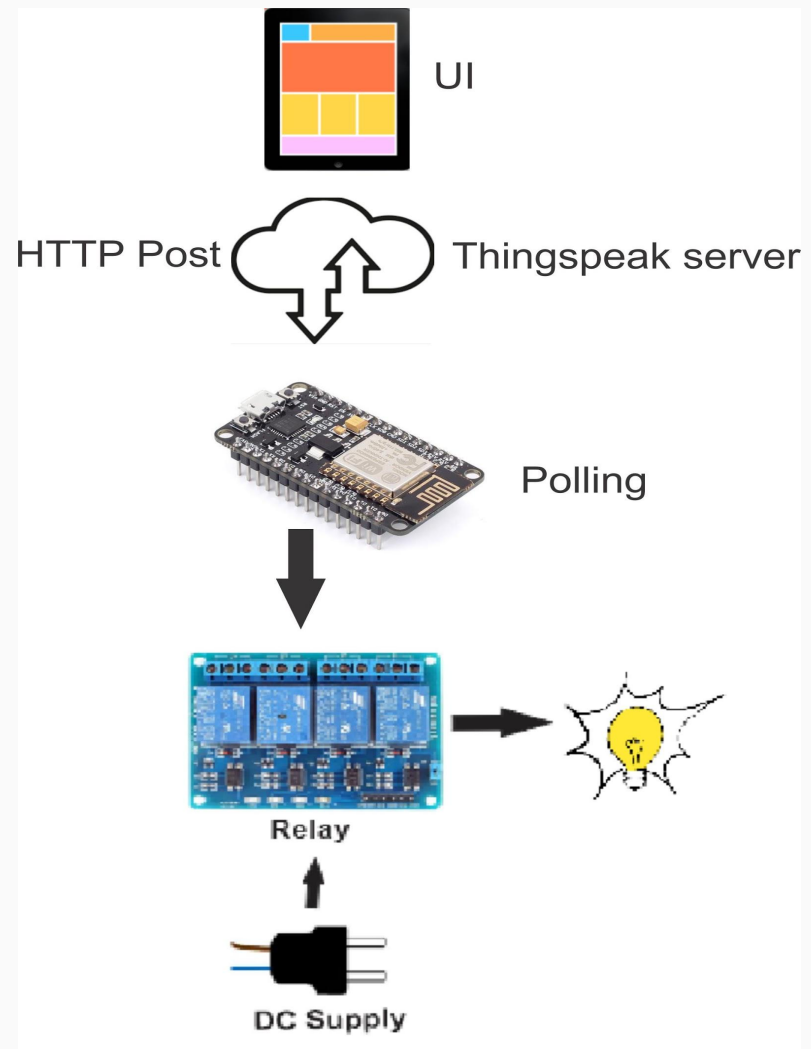 UI
HTTP Post
Thingspeak server
Polling
Relay
DC Supply